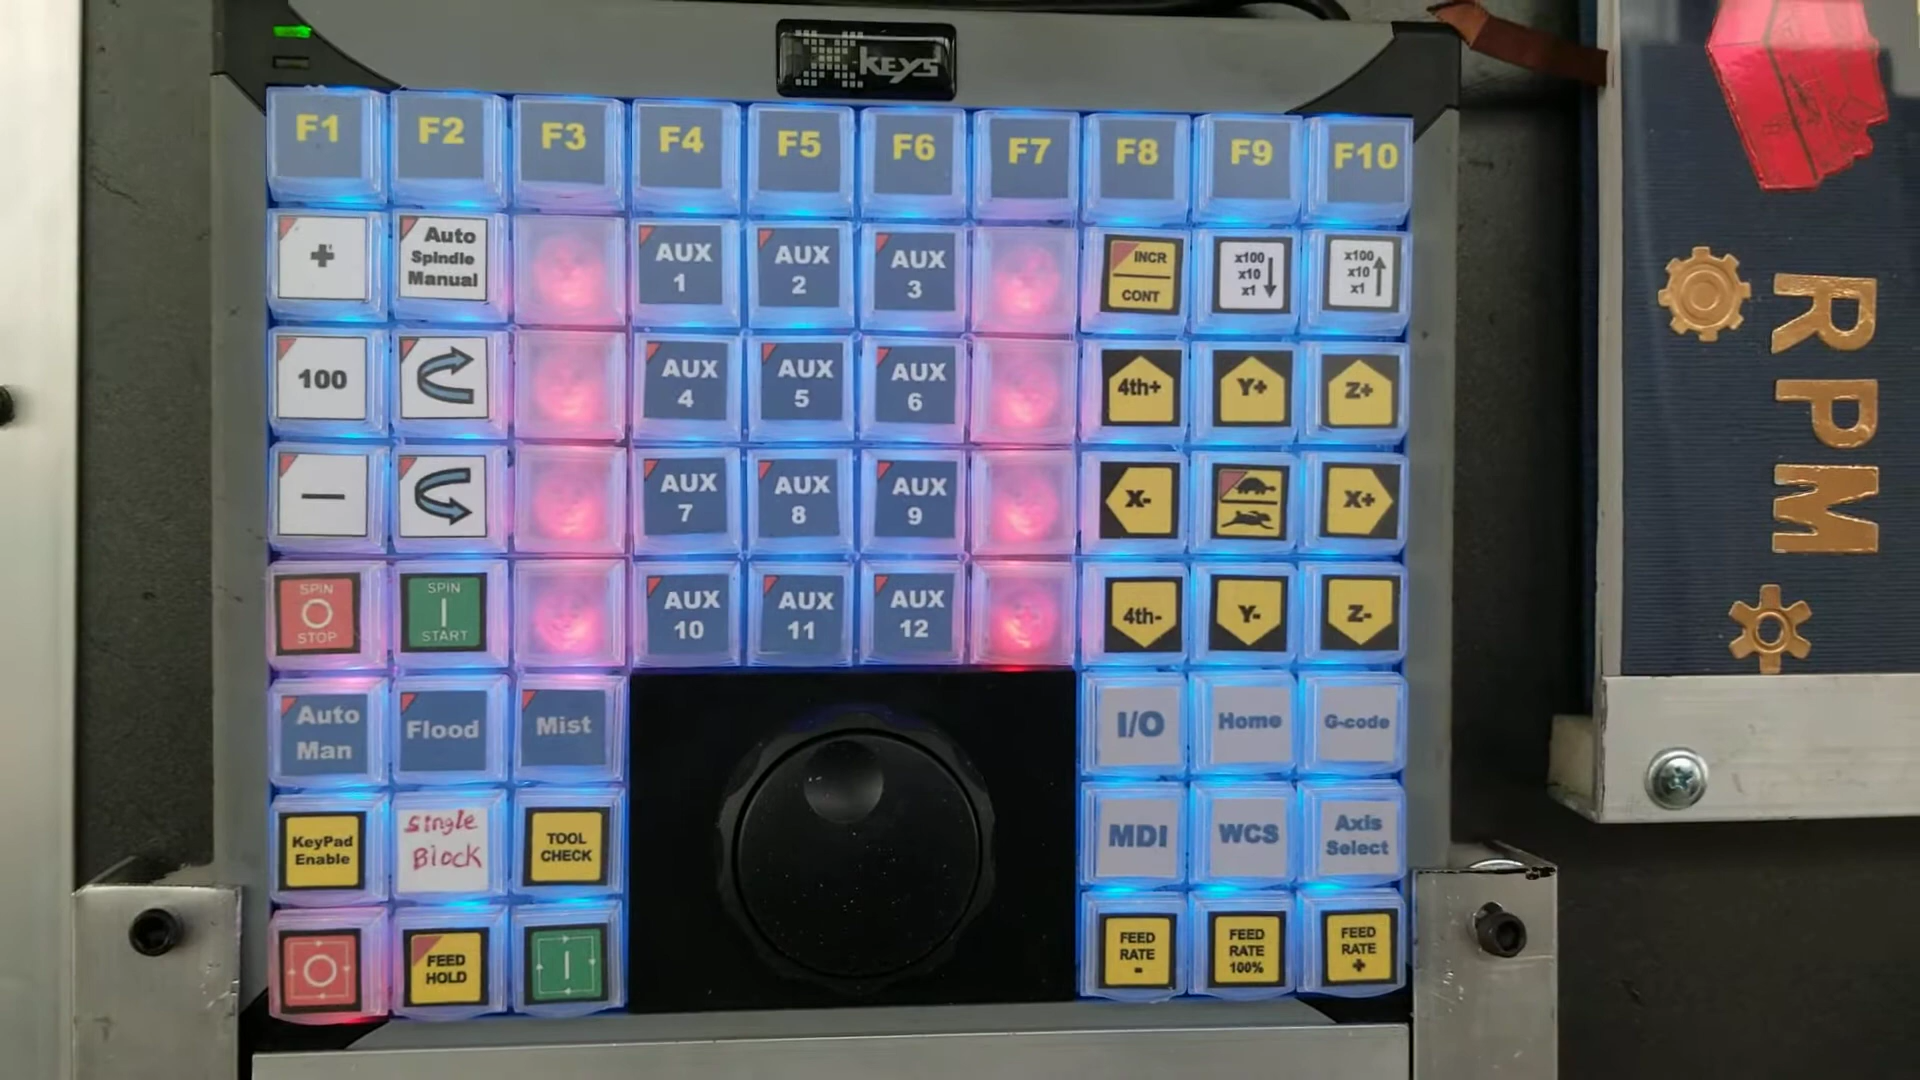 X-KEYS
F1 F2 F3 F4 F5 F6 F7 F8 F9 F10
+
Auto
Spindle
Manual
AUX
1
AUX
2
AUX
3
INCR
CONT
x100
x10
x1
x100
x10
x1
100
AUX
4
AUX
5
AUX
6
4th+
Y+
Z+
—
AUX
7
AUX
8
AUX
9
X-
X+
SPIN
O
STOP
SPIN
I
START
AUX
10
AUX
11
AUX
12
4th-
Y-
Z-
Auto
Man
Flood
Mist
I/O
Home
G-code
KeyPad
Enable
Single
Block
TOOL
CHECK
MDI
WCS
Axis
Select
O
FEED
HOLD
I
FEED
RATE
-
FEED
RATE
100%
FEED
RATE
+
RPM